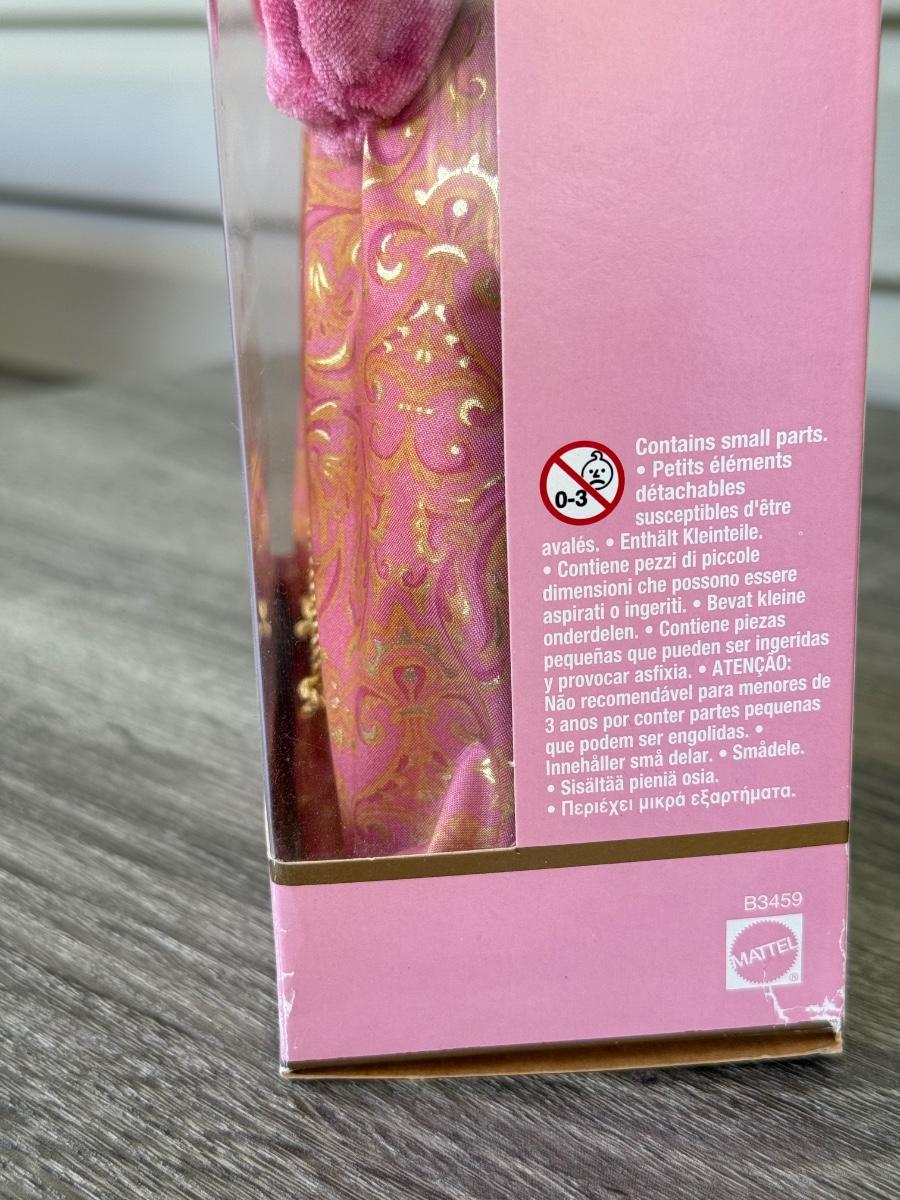 0-3
Contains small parts.
• Petits éléments
détachables
susceptibles d'être
avalés. • Enthält Kleinteile.
• Contiene pezzi di piccole
dimensioni che possono essere
aspirati o ingeriti. • Bevat kleine
onderdelen. • Contiene piezas
pequeñas que pueden ser ingeridas
y provocar asfixia. • ATENÇÃO:
Não recomendável para menores de
3 anos por conter partes pequenas
que podem ser engolidas. •
Innehåller små delar. • Smådele.
• Sisältää pieniä osia.
• Περιέχει μικρά εξαρτήματα.
B3459
MATTEL
®